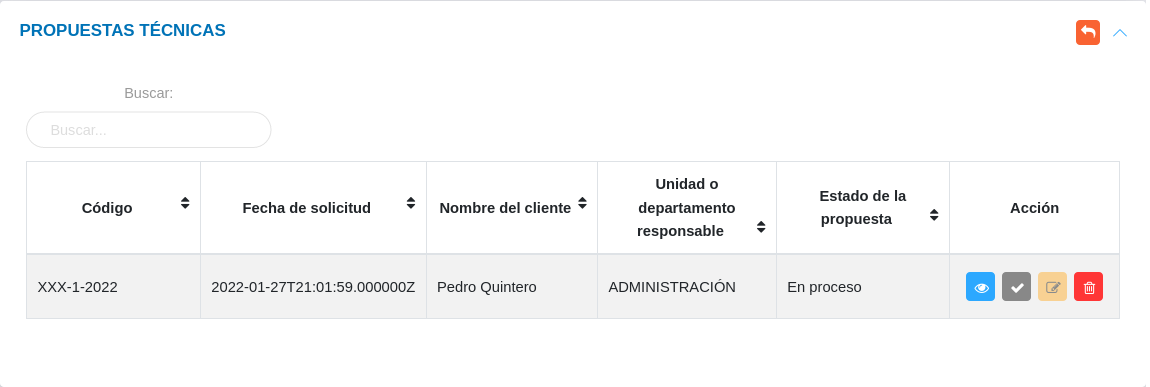 PROPUESTAS TÉCNICAS
Buscar:
Buscar...
Código
Fecha de solicitud
Nombre del cliente
Unidad o
departamento
responsable
Estado de la
propuesta
Acción
XXX-1-2022
2022-01-27T21:01:59.000000Z
Pedro Quintero
ADMINISTRACIÓN
En proceso